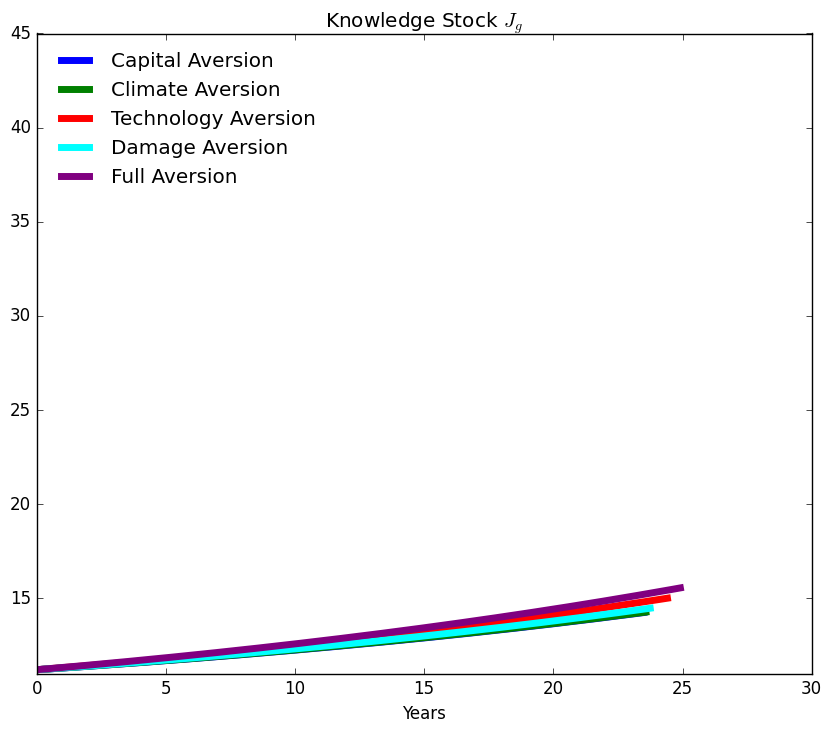 Knowledge Stock J_g
45
40
35
30
25
20
15
Capital Aversion
Climate Aversion
Technology Aversion
Damage Aversion
Full Aversion
0 5 10 15 20 25 30
Years